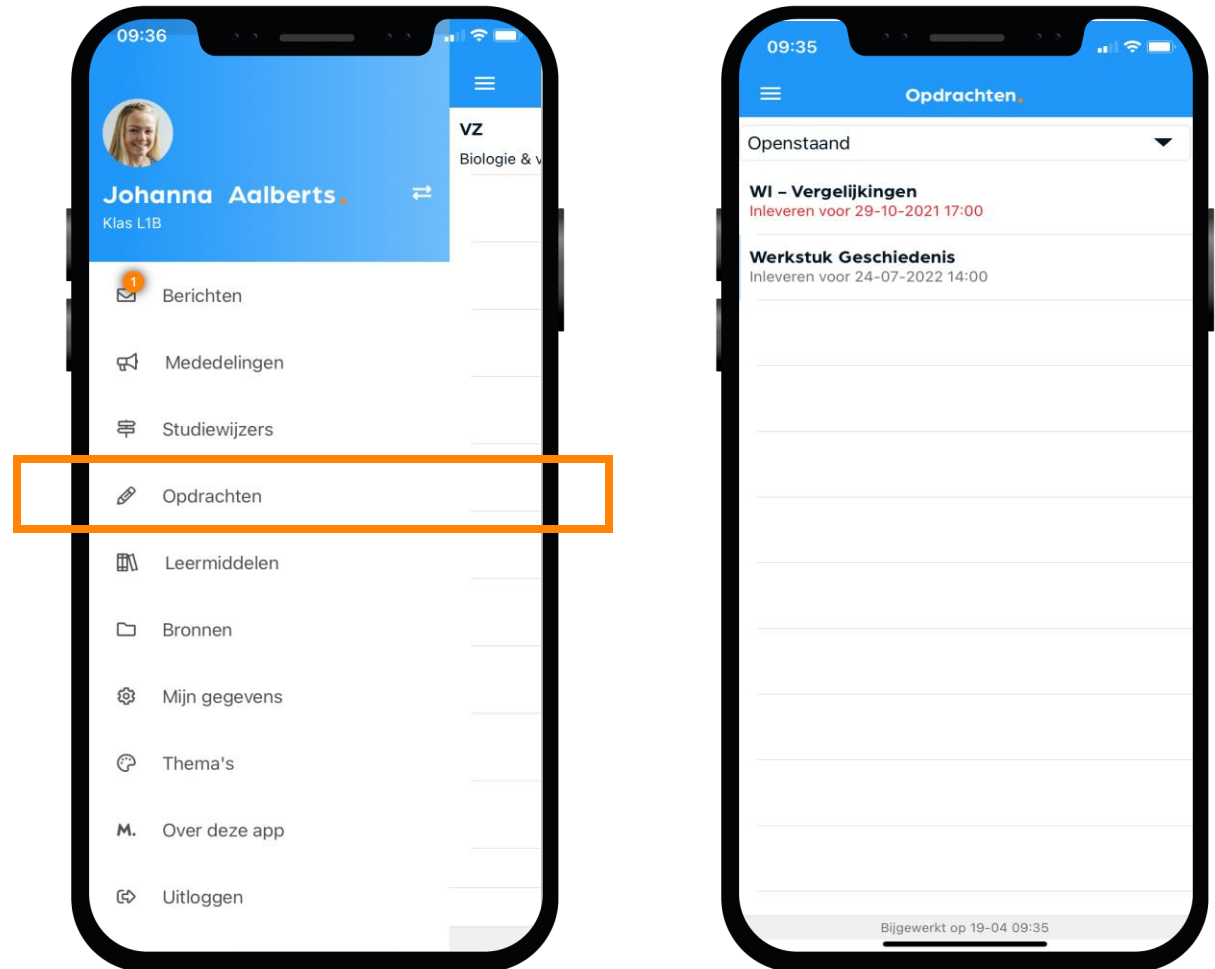 09:36
VZ
Biologie & v
Johanna Aalberts.
Klas L1B
1
Berichten
Mededelingen
Studiewijzers
Opdrachten
Leermiddelen
Bronnen
Mijn gegevens
Thema's
M. Over deze app
Uitloggen
09:35
Opdrachten.
Openstaand
WI – Vergelijkingen
Inleveren voor 29-10-2021 17:00
Werkstuk Geschiedenis
Inleveren voor 24-07-2022 14:00
Bijgewerkt op 19-04 09:35